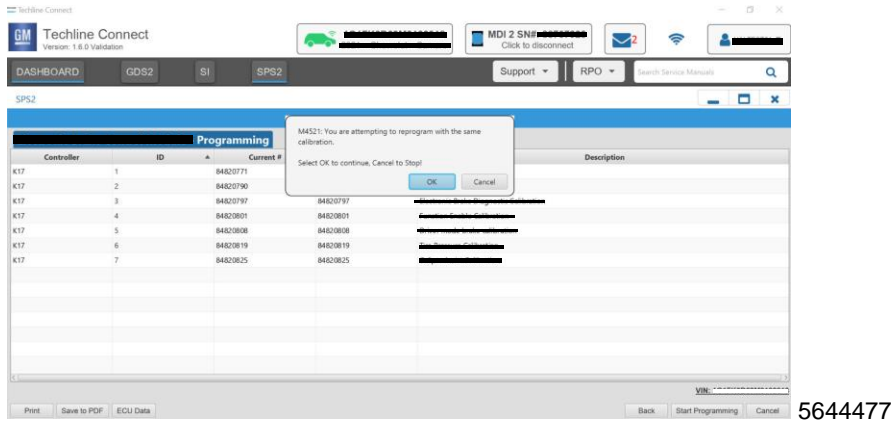 Techline Connect
GM Techline Connect
Version: 1.6.0 Validation
MDI 2 SN#
Click to disconnect
2
DASHBOARD GDS2 SI SPS2 Support RPO Search Service Manuals
SPS2
Programming
M4521: You are attempting to reprogram with the same
calibration.
Select OK to continue, Cancel to Stop!
OK Cancel
Controller ID Current # Description
K17 1 84820771
K17 2 84820790
K17 3 84820797 84820797
K17 4 84820801 84820801
K17 5 84820808 84820808
K17 6 84820819 84820819
K17 7 84820825 84820825
VIN:
Print Save to PDF ECU Data Back Start Programming Cancel
5644477